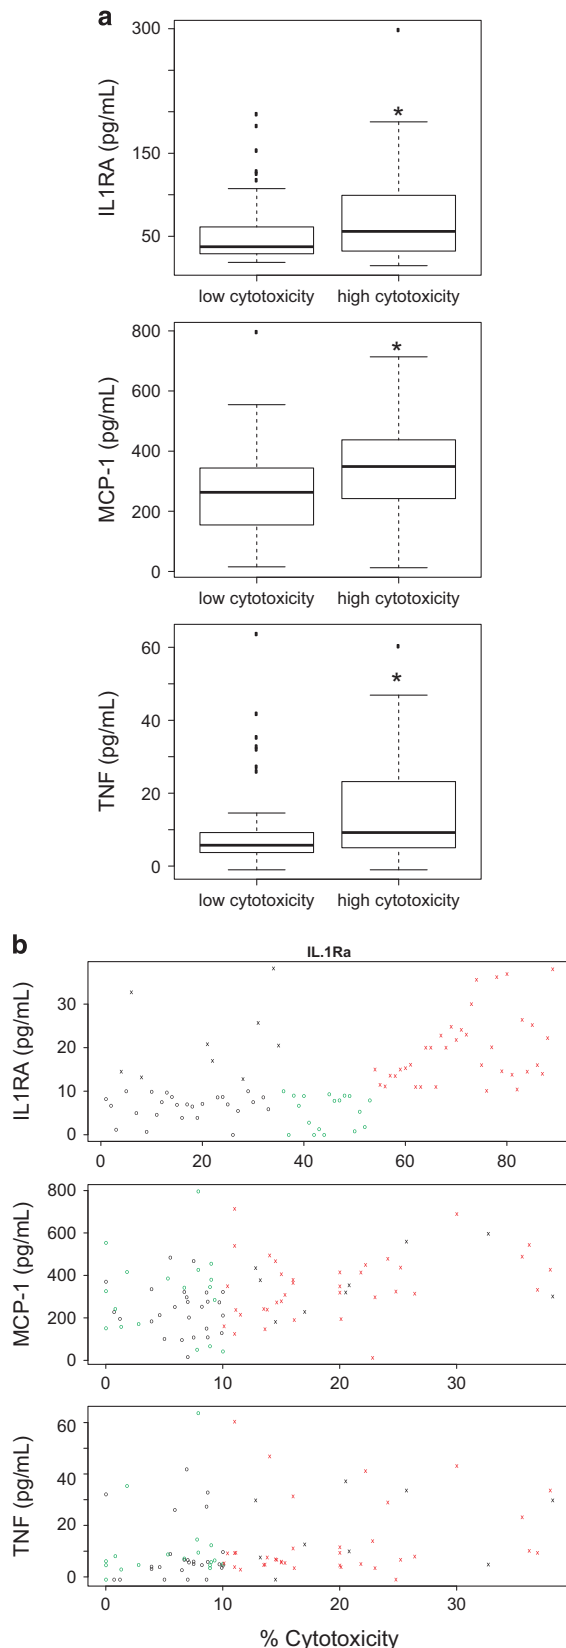 a
IL1RA (pg/mL)
300
150
50
*
low cytotoxicity high cytotoxicity
MCP-1 (pg/mL)
800
600
400
200
0
*
low cytotoxicity high cytotoxicity
TNF (pg/mL)
60
40
20
0
*
low cytotoxicity high cytotoxicity
b
IL.1Ra
IL1RA (pg/mL)
30
20
10
0
0 20 40 60 80
MCP-1 (pg/mL)
800
600
400
200
0
0 10 20 30
TNF (pg/mL)
60
40
20
0
0 10 20 30
% Cytotoxicity